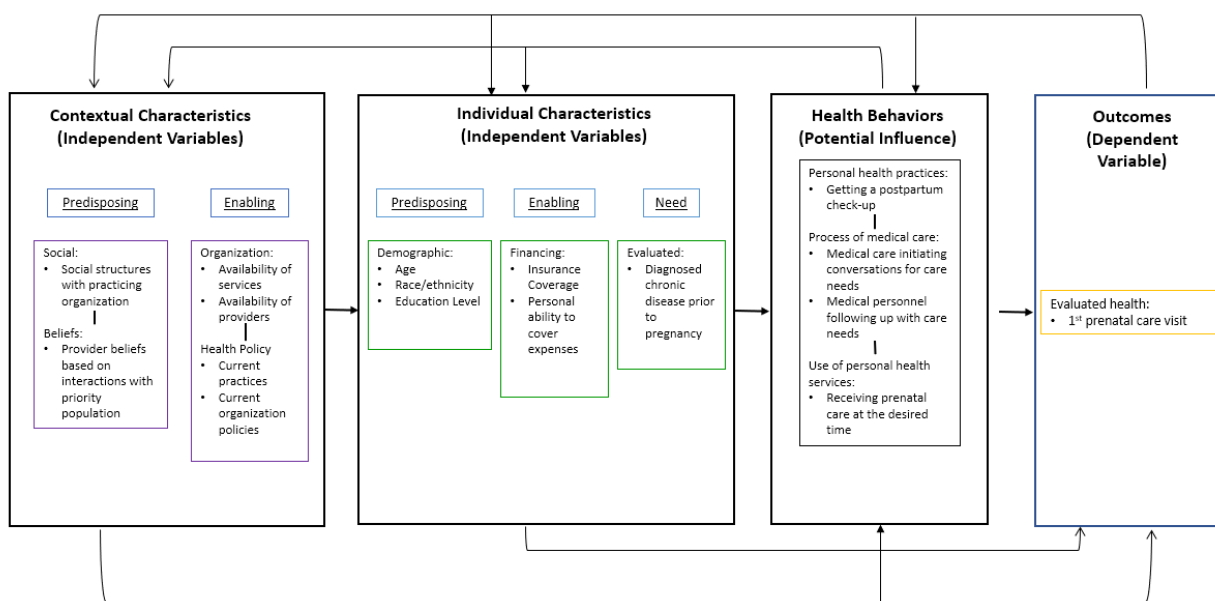 Contextual Characteristics
(Independent Variables)
Predisposing
Enabling
Social:
• Social structures
with practicing
organization
Beliefs:
• Provider beliefs
based on
interactions with
priority
population
Organization:
• Availability of
services
• Availability of
providers
Health Policy
• Current
practices
• Current
organization
policies
Individual Characteristics
(Independent Variables)
Predisposing
Enabling
Need
Demographic:
• Age
• Race/ethnicity
• Education Level
Financing:
• Insurance
Coverage
• Personal
ability to
cover
expenses
Evaluated:
• Diagnosed
chronic
disease prior
to
pregnancy
Health Behaviors
(Potential Influence)
Personal health practices:
• Getting a postpartum
check-up
Process of medical care:
• Medical care initiating
conversations for care
needs
• Medical personnel
following up with care
needs
Use of personal health
services:
• Receiving prenatal
care at the desired
time
Outcomes
(Dependent
Variable)
Evaluated health:
• 1st prenatal care visit